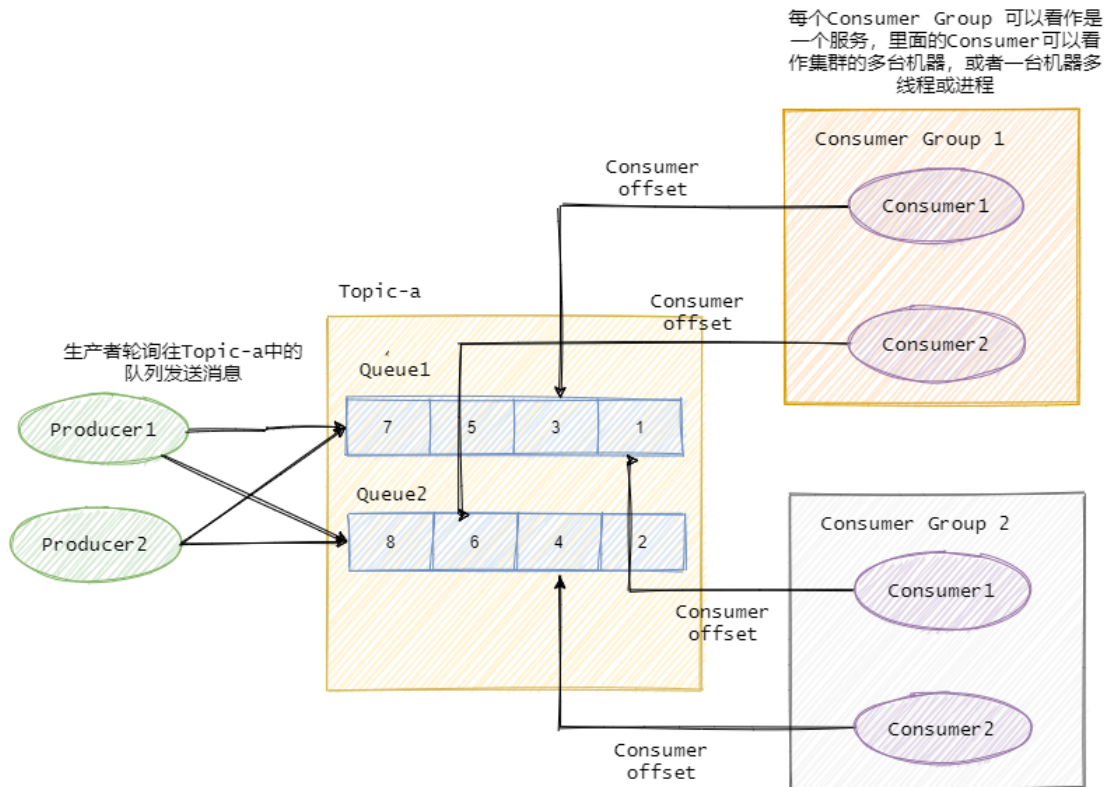 每个Consumer Group 可以看作是
一个服务，里面的Consumer可以看
作集群的多台机器，或者一台机器多
线程或进程
Consumer Group 1
Consumer
offset
Consumer1
Topic-a
Consumer
offset
Consumer2
生产者轮询往Topic-a中的
队列发送消息
Queue1
Producer1
7 5 3 1
Queue2
Producer2
8 6 4 2
Consumer Group 2
Consumer1
Consumer
offset
Consumer2
Consumer
offset